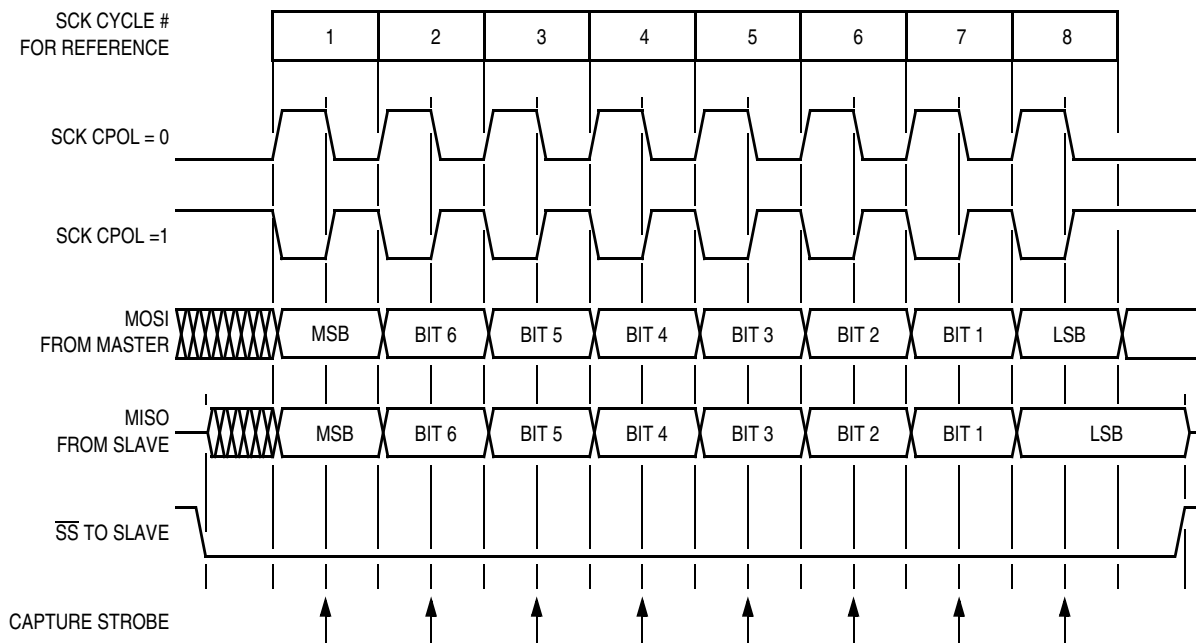 SCK CYCLE #
FOR REFERENCE
1 2 3 4 5 6 7 8
SCK CPOL = 0
SCK CPOL =1
MOSI
FROM MASTER
MSB BIT 6 BIT 5 BIT 4 BIT 3 BIT 2 BIT 1 LSB
MISO
FROM SLAVE
MSB BIT 6 BIT 5 BIT 4 BIT 3 BIT 2 BIT 1 LSB
S̅S̅ TO SLAVE
CAPTURE STROBE